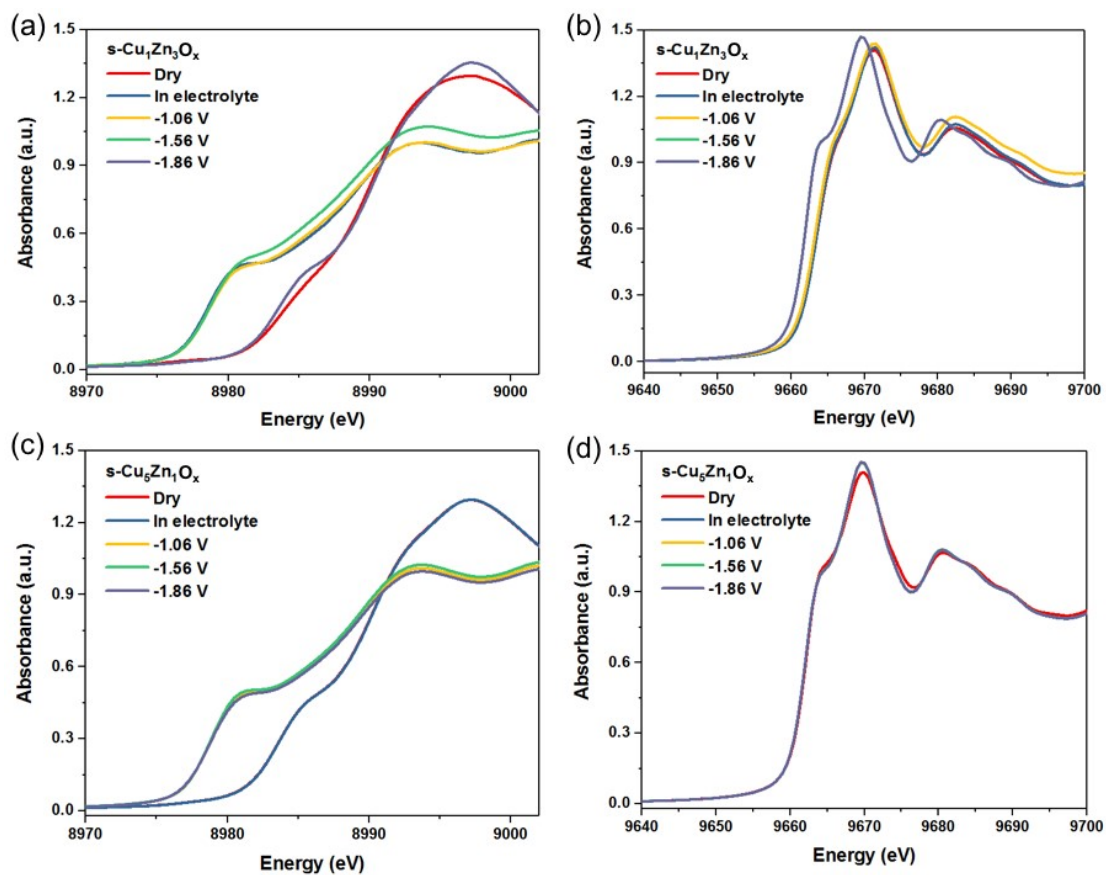 (a)
s-Cu₁Zn₃Oₓ
Dry
In electrolyte
-1.06 V
-1.56 V
-1.86 V
Absorbance (a.u.)
1.5
1.2
0.9
0.6
0.3
0.0
8970 8980 8990 9000
Energy (eV)
(b)
s-Cu₁Zn₃Oₓ
Dry
In electrolyte
-1.06 V
-1.56 V
-1.86 V
Absorbance (a.u.)
1.5
1.2
0.9
0.6
0.3
0.0
9640 9650 9660 9670 9680 9690 9700
Energy (eV)
(c)
s-Cu₅Zn₁Oₓ
Dry
In electrolyte
-1.06 V
-1.56 V
-1.86 V
Absorbance (a.u.)
1.5
1.2
0.9
0.6
0.3
0.0
8970 8980 8990 9000
Energy (eV)
(d)
s-Cu₅Zn₁Oₓ
Dry
In electrolyte
-1.06 V
-1.56 V
-1.86 V
Absorbance (a.u.)
1.5
1.2
0.9
0.6
0.3
0.0
9640 9650 9660 9670 9680 9690 9700
Energy (eV)